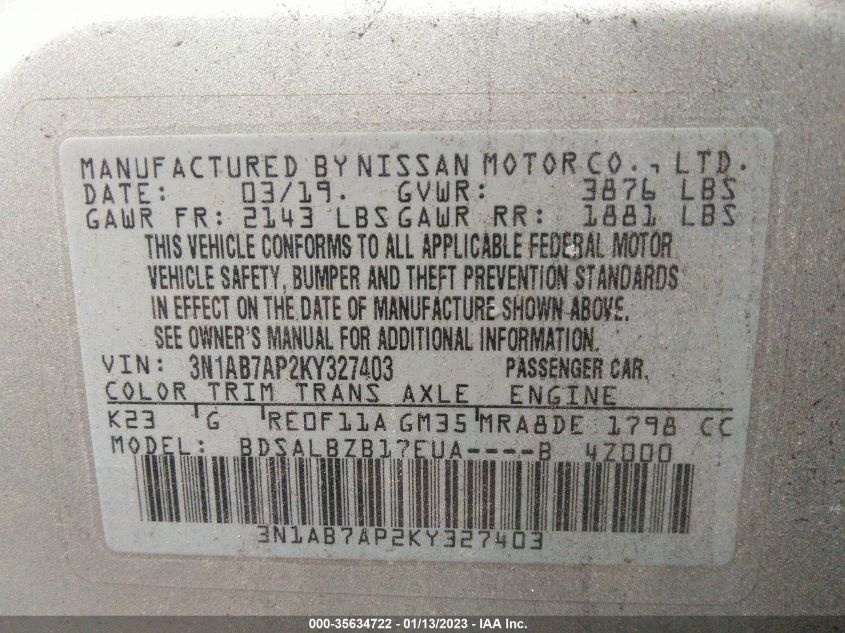 MANUFACTURED BY NISSAN MOTOR CO., LTD.
DATE: 03/19. GVWR: 3876 LBS
GAWR FR: 2143 LBS GAWR RR: 1881 LBS
THIS VEHICLE CONFORMS TO ALL APPLICABLE FEDERAL MOTOR
VEHICLE SAFETY, BUMPER AND THEFT PREVENTION STANDARDS
IN EFFECT ON THE DATE OF MANUFACTURE SHOWN ABOVE.
SEE OWNER'S MANUAL FOR ADDITIONAL INFORMATION.
VIN: 3N1AB7AP2KY327403 PASSENGER CAR.
COLOR TRIM TRANS AXLE ENGINE
K23 G RE0F11A GM35 MRA8DE 1798 CC
MODEL: BDSALBZB17EUA----B 4Z000
3N1AB7AP2KY327403
000-35634722 - 01/13/2023 - IAA Inc.